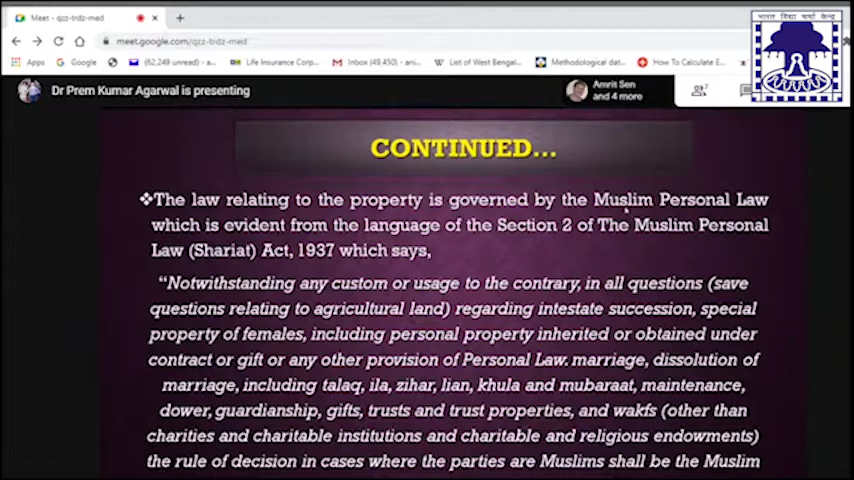 Meet - qzz-trdz-med
meet.google.com/qzz-trdz-med
Apps Google (62,249 unread) - a... Life Insurance Corp... Inbox (49,450) - ani... List of West Bengal... Methodological dat... How To Calculate E...
भारत विद्या चर्चा केन्द्र
Dr Prem Kumar Agarwal is presenting
Amrit Sen
and 4 more
7
CONTINUED...
❖The law relating to the property is governed by the Muslim Personal Law
which is evident from the language of the Section 2 of The Muslim Personal
Law (Shariat) Act, 1937 which says,
“Notwithstanding any custom or usage to the contrary, in all questions (save
questions relating to agricultural land) regarding intestate succession, special
property of females, including personal property inherited or obtained under
contract or gift or any other provision of Personal Law. marriage, dissolution of
marriage, including talaq, ila, zihar, lian, khula and mubaraat, maintenance,
dower, guardianship, gifts, trusts and trust properties, and wakfs (other than
charities and charitable institutions and charitable and religious endowments)
the rule of decision in cases where the parties are Muslims shall be the Muslim